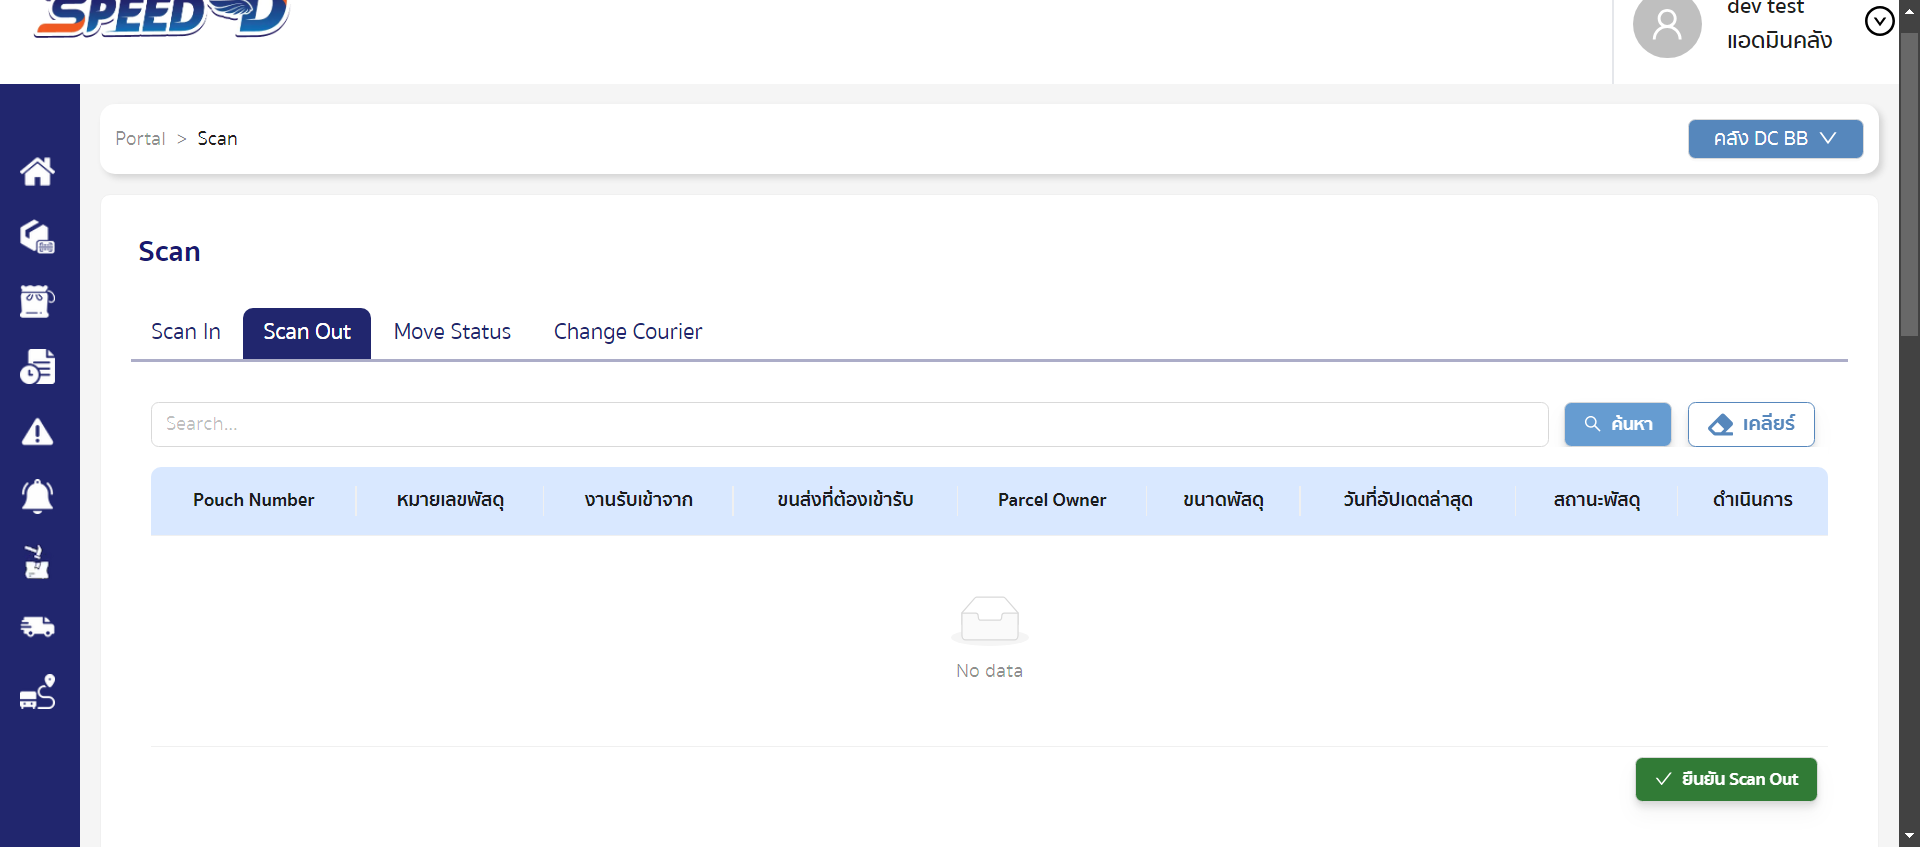 SPEED D
dev test
แอดมินคลัง
Portal > Scan
คลัง DC BB
Scan
Scan In
Scan Out
Move Status
Change Courier
Search...
ค้นหา
เคลียร์
Pouch Number
หมายเลขพัสดุ
งานรับเข้าจาก
ขนส่งที่ต้องเข้ารับ
Parcel Owner
ขนาดพัสดุ
วันที่อัปเดตล่าสุด
สถานะพัสดุ
ดำเนินการ
No data
ยืนยัน Scan Out